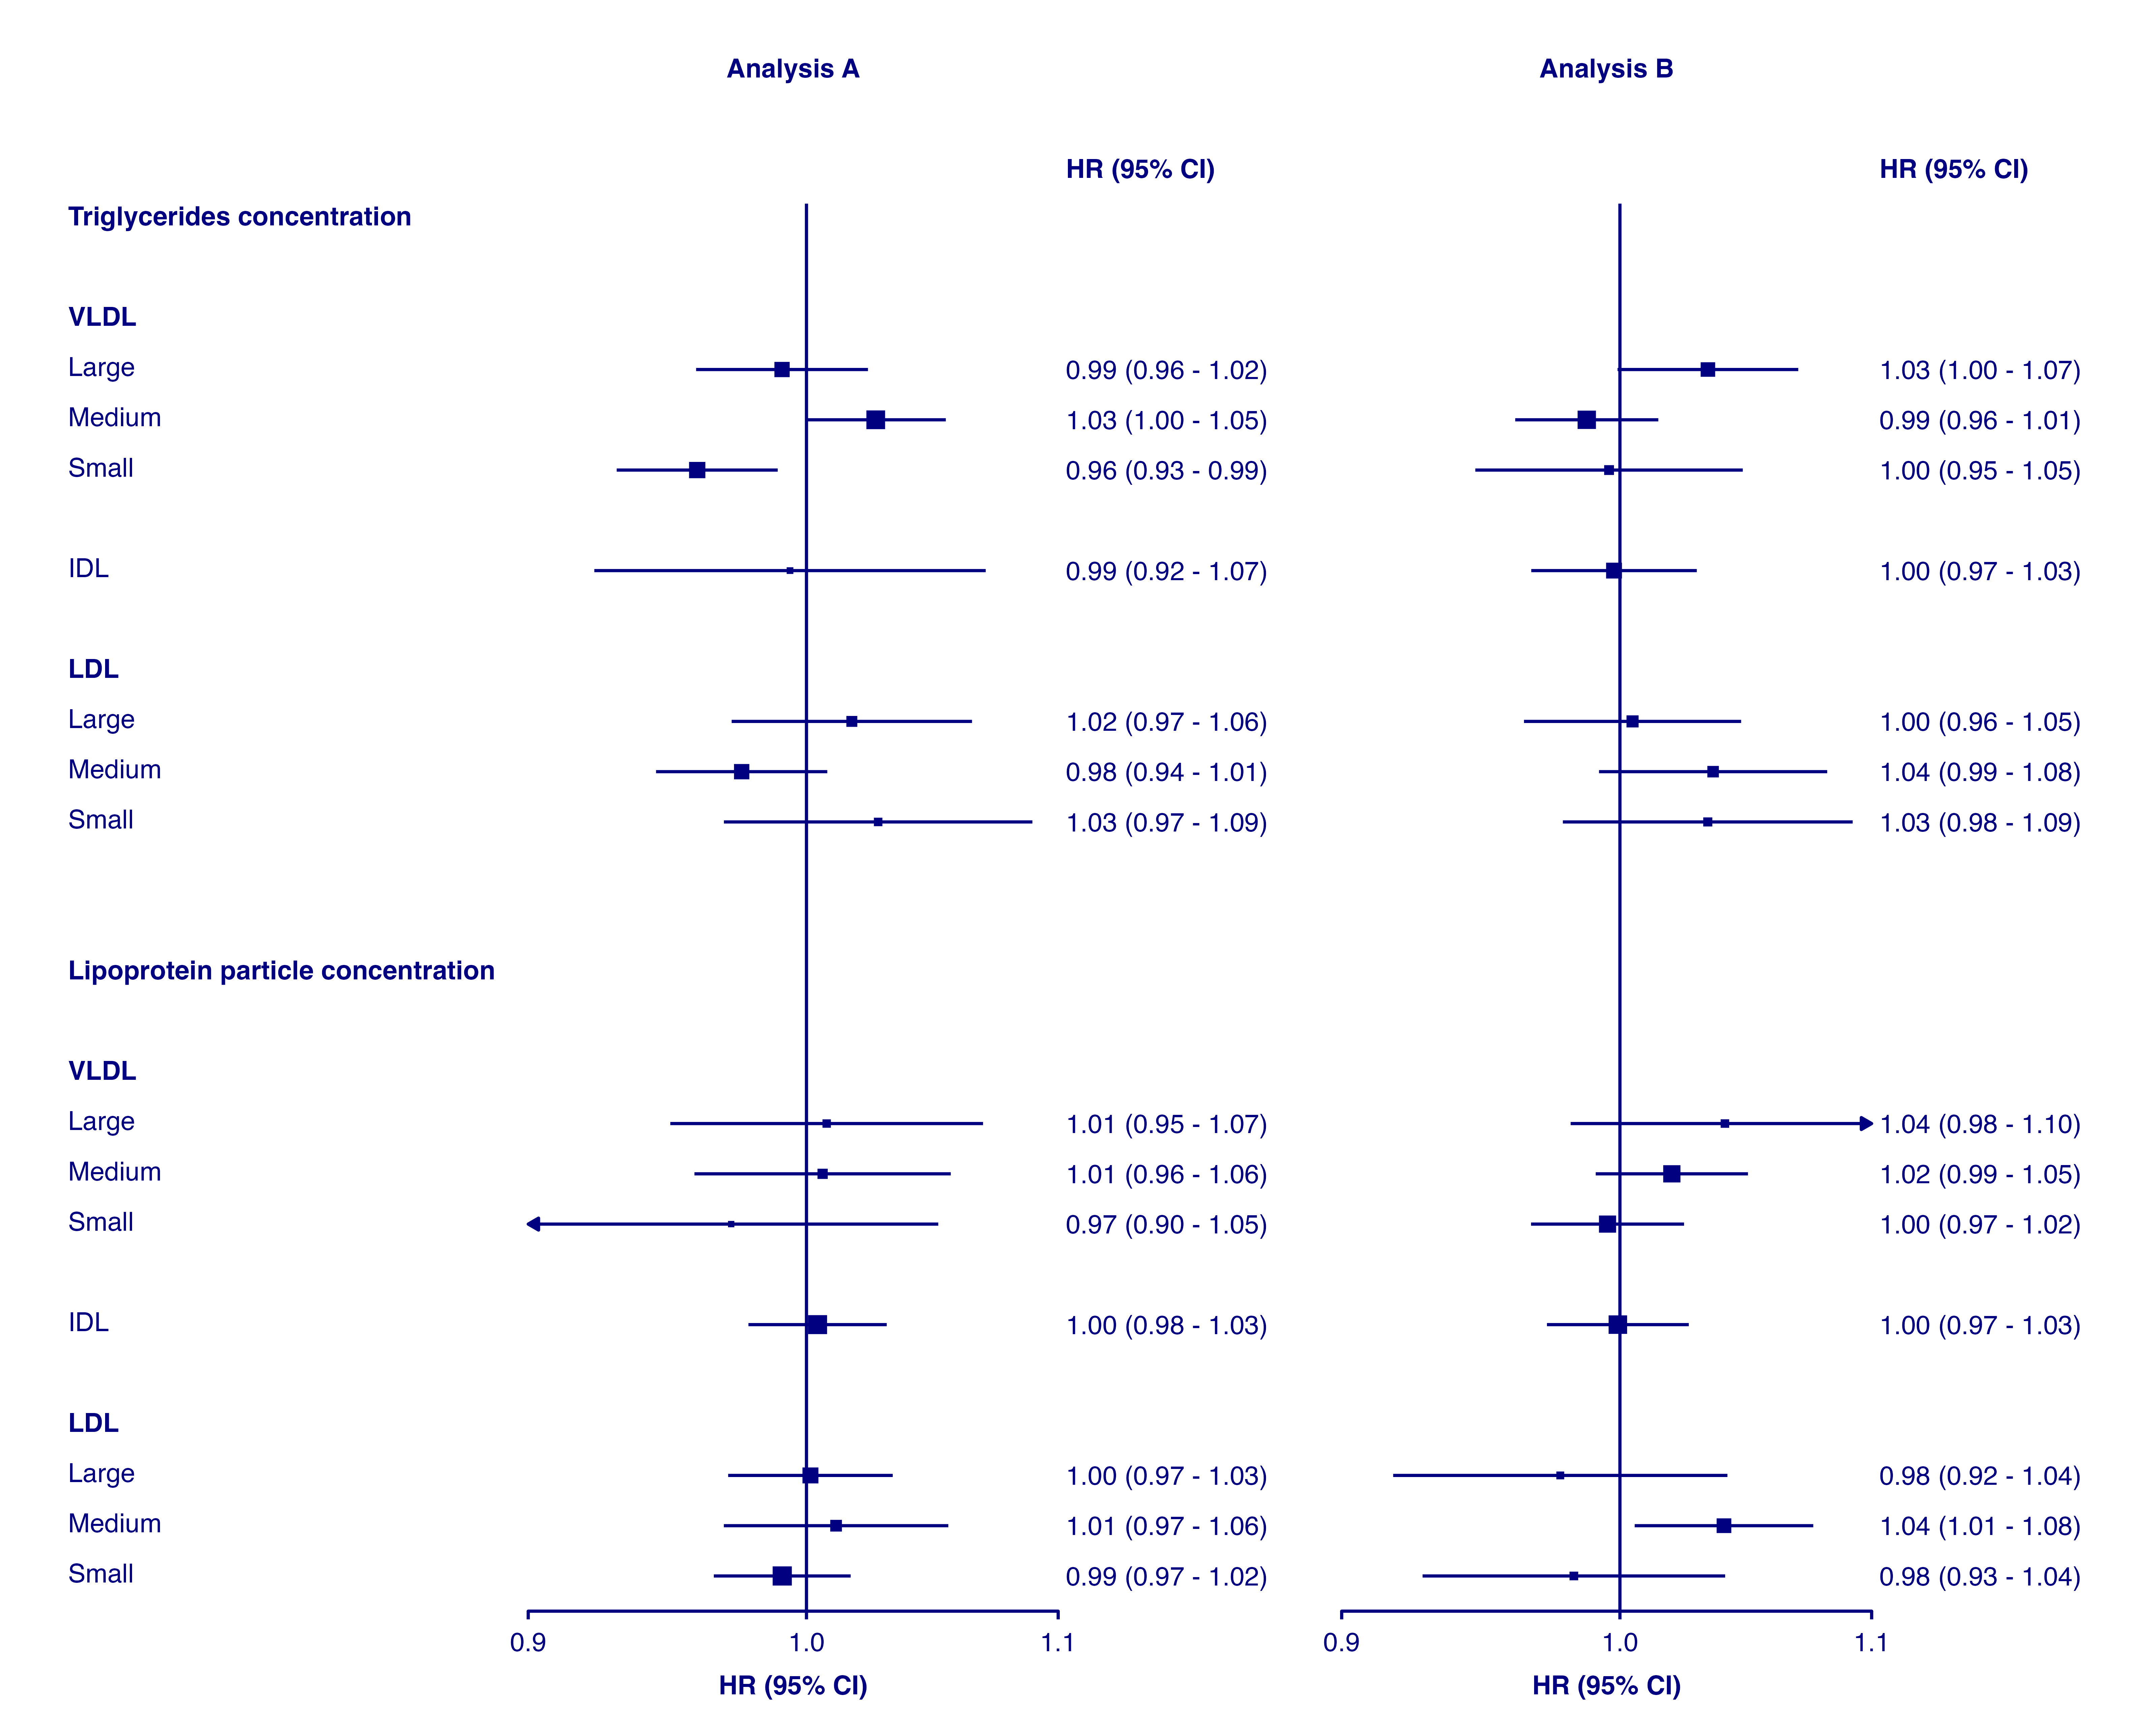 Analysis A Analysis B
HR (95% CI) HR (95% CI)
Triglycerides concentration
VLDL
Large 0.99 (0.96 - 1.02) 1.03 (1.00 - 1.07)
Medium 1.03 (1.00 - 1.05) 0.99 (0.96 - 1.01)
Small 0.96 (0.93 - 0.99) 1.00 (0.95 - 1.05)
IDL 0.99 (0.92 - 1.07) 1.00 (0.97 - 1.03)
LDL
Large 1.02 (0.97 - 1.06) 1.00 (0.96 - 1.05)
Medium 0.98 (0.94 - 1.01) 1.04 (0.99 - 1.08)
Small 1.03 (0.97 - 1.09) 1.03 (0.98 - 1.09)
Lipoprotein particle concentration
VLDL
Large 1.01 (0.95 - 1.07) 1.04 (0.98 - 1.10)
Medium 1.01 (0.96 - 1.06) 1.02 (0.99 - 1.05)
Small 0.97 (0.90 - 1.05) 1.00 (0.97 - 1.02)
IDL 1.00 (0.98 - 1.03) 1.00 (0.97 - 1.03)
LDL
Large 1.00 (0.97 - 1.03) 0.98 (0.92 - 1.04)
Medium 1.01 (0.97 - 1.06) 1.04 (1.01 - 1.08)
Small 0.99 (0.97 - 1.02) 0.98 (0.93 - 1.04)
0.9 1.0 1.1 0.9 1.0 1.1
HR (95% CI) HR (95% CI)